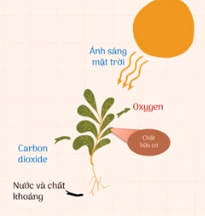 Ánh sáng
mặt trời
Oxygen
Chất
hữu cơ
Carbon
dioxide
Nước và chất
khoáng